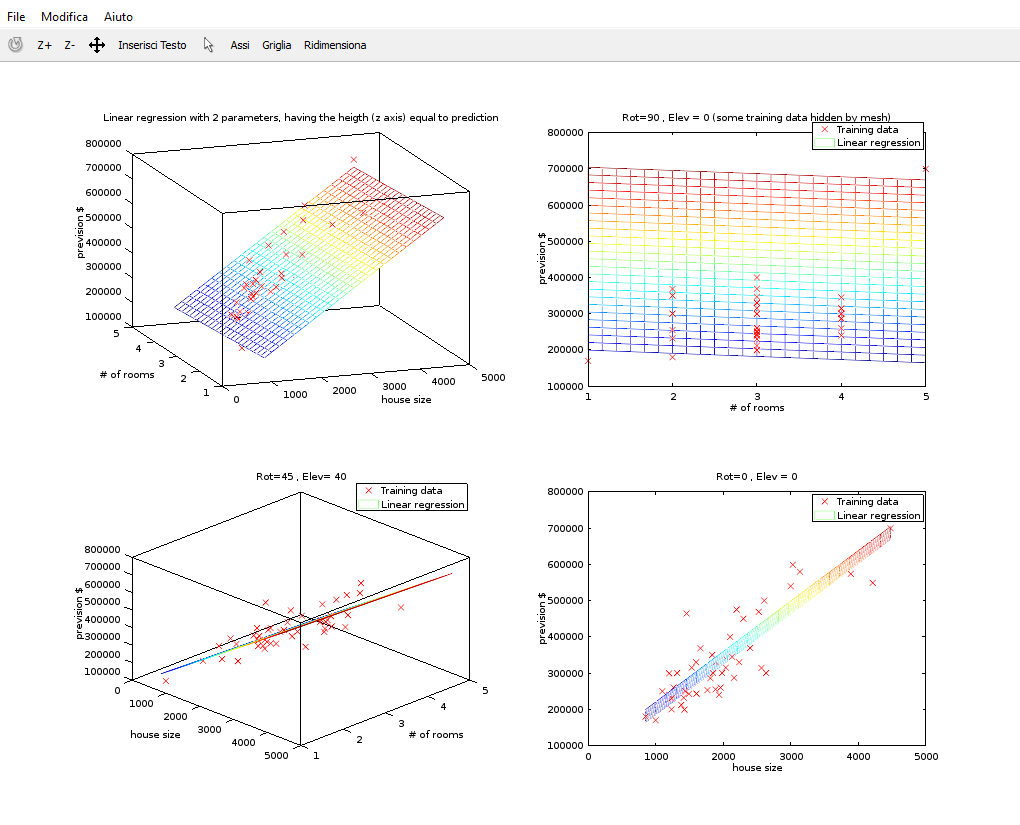 File Modifica Aiuto
Z+ Z- Inserisci Testo Assi Griglia Ridimensiona
Linear regression with 2 parameters, having the heigth (z axis) equal to prediction
800000
700000
600000
500000
400000
300000
200000
100000
prevision $
5
4
3
2
1
# of rooms
0
1000
2000
3000
4000
5000
house size
Rot=90 , Elev = 0 (some training data hidden by mesh)
Training data
Linear regression
800000
700000
600000
500000
400000
300000
200000
100000
prevision $
1 2 3 4 5
# of rooms
Rot=45 , Elev= 40
Training data
Linear regression
800000
700000
600000
500000
400000
300000
200000
100000
prevision $
0
1000
2000
3000
4000
5000
house size
1
2
3
4
5
# of rooms
Rot=0 , Elev = 0
Training data
Linear regression
800000
700000
600000
500000
400000
300000
200000
100000
prevision $
0 1000 2000 3000 4000 5000
house size